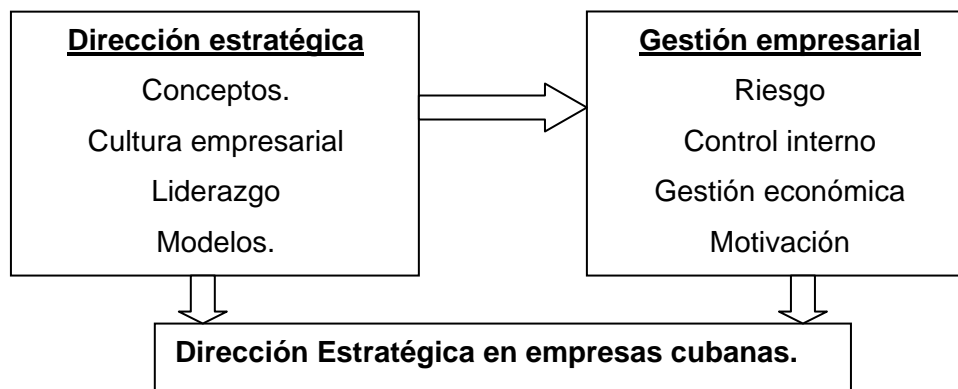 Dirección estratégica
Conceptos.
Cultura empresarial
Liderazgo
Modelos.
Gestión empresarial
Riesgo
Control interno
Gestión económica
Motivación
Dirección Estratégica en empresas cubanas.